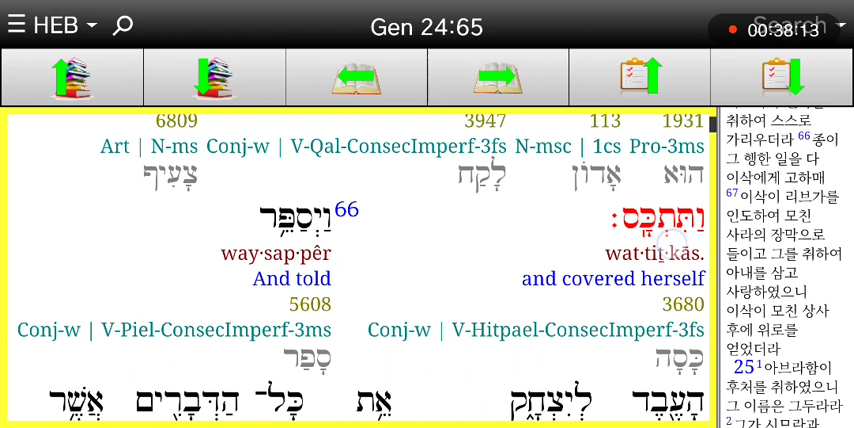 ☰ HEB Gen 24:65 Search
00:38:13
6809 3947 113 1931
Art | N-ms Conj-w | V-Qal-ConsecImperf-3fs N-msc | 1cs Pro-3ms
הוּא אָדוֹן לָקַח צָעִיף
וַתִּתְכָּֽס׃ 66 וַיְסַפֵּ֥ר
way·sap·pêr wat·tiṯ·kās.
And told and covered herself
5608 3680
Conj-w | V-Piel-ConsecImperf-3ms Conj-w | V-Hitpael-ConsecImperf-3fs
כָּסָה סָפַר
הָעֶ֖בֶד לְיִצְחָ֑ק אֵ֥ת כָּל־ הַדְּבָרִ֖ים אֲשֶׁ֥ר
취하여 스스로
가리우더라 66 종이
그 행한 일을 다
이삭에게 고하매
67 이삭이 리브가를
인도하여 모친
사라의 장막으로
들이고 그를 취하여
아내를 삼고
사랑하였으니
이삭이 모친 상사
후에 위로를
얻었더라
25 1 아브라함이
후처를 취하였으니
그 이름은 그두라라
2 그가 시므라과